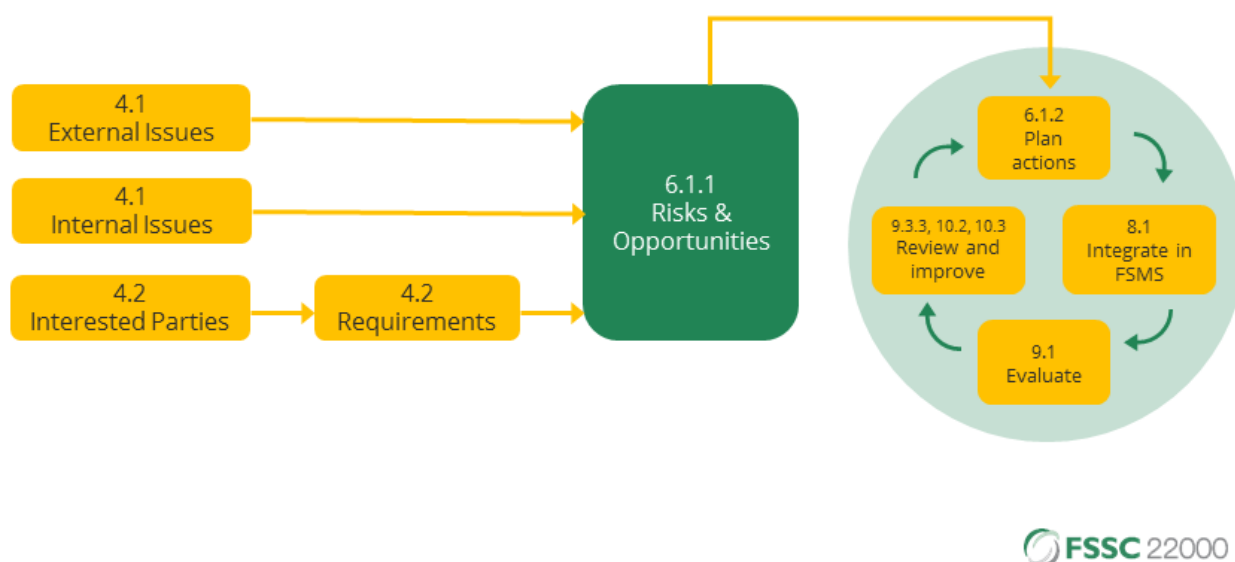 4.1
External Issues
4.1
Internal Issues
4.2
Interested Parties
4.2
Requirements
6.1.1
Risks &
Opportunities
6.1.2
Plan
actions
8.1
Integrate in
FSMS
9.1
Evaluate
9.3.3, 10.2, 10.3
Review and
improve
FSSC 22000